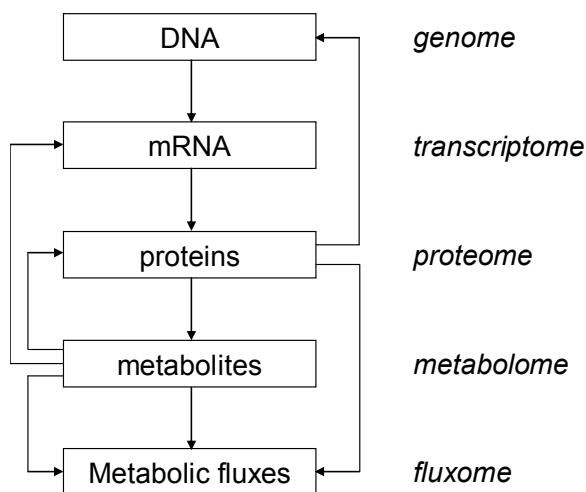 DNA genome
mRNA transcriptome
proteins proteome
metabolites metabolome
Metabolic fluxes fluxome